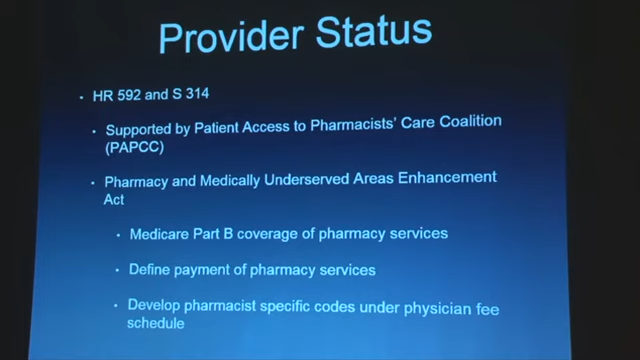 Provider Status
• HR 592 and S 314
• Supported by Patient Access to Pharmacists' Care Coalition
(PAPCC)
• Pharmacy and Medically Underserved Areas Enhancement
Act
• Medicare Part B coverage of pharmacy services
• Define payment of pharmacy services
• Develop pharmacist specific codes under physician fee
schedule